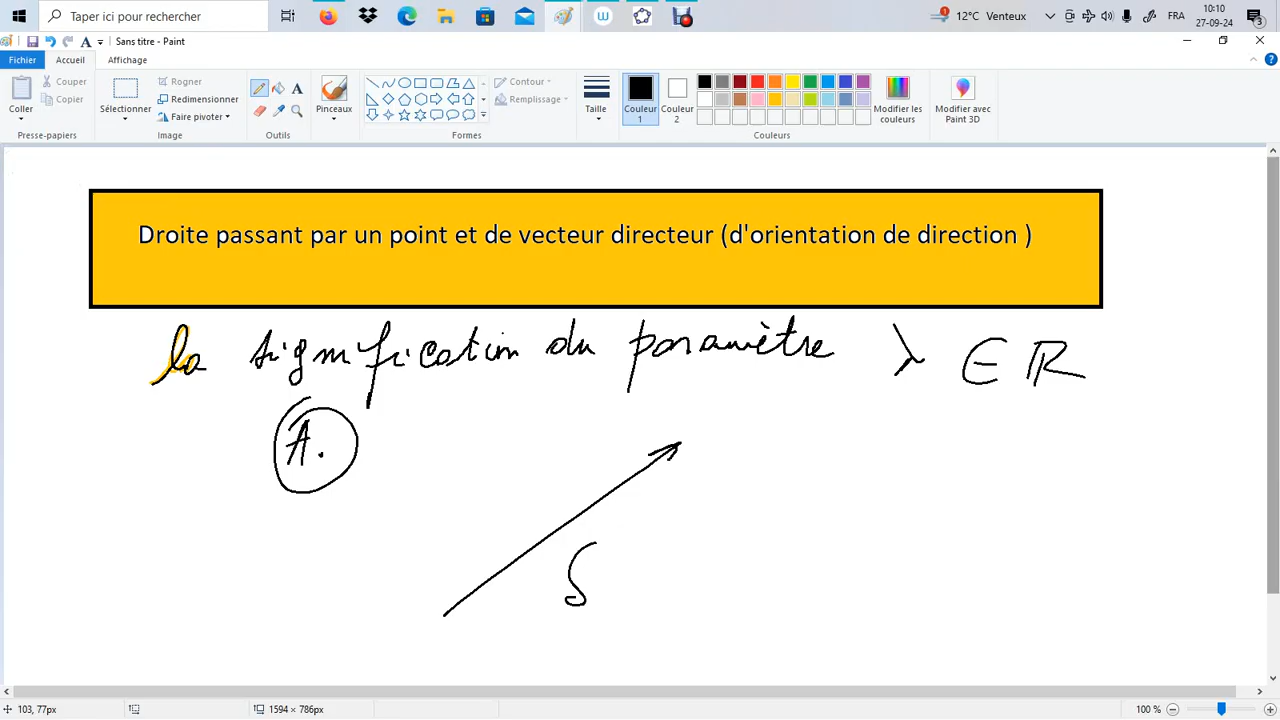 Taper ici pour rechercher
12°C Venteux
FRA
10:10
27-09-24
3
Sans titre - Paint
Fichier
Accueil
Affichage
Coller
Couper
Copier
Presse-papiers
Sélectionner
Rogner
Redimensionner
Faire pivoter
Image
A
Outils
Pinceaux
Contour
Remplissage
Formes
Taille
Couleur 1
Couleur 2
Modifier les couleurs
Couleurs
Modifier avec Paint 3D
Droite passant par un point et de vecteur directeur (d'orientation de direction )
la signification du paramètre λ ∈ ℝ
A.
δ
103, 77px
1594 × 786px
100 %